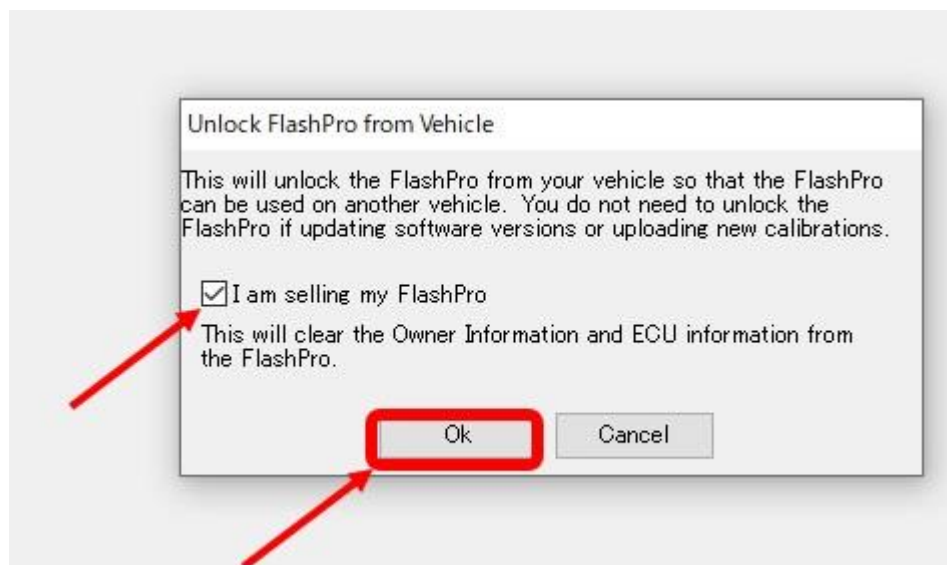 Unlock FlashPro from Vehicle
This will unlock the FlashPro from your vehicle so that the FlashPro
can be used on another vehicle.  You do not need to unlock the
FlashPro if updating software versions or uploading new calibrations.
I am selling my FlashPro
This will clear the Owner Information and ECU information from
the FlashPro.
Ok Cancel